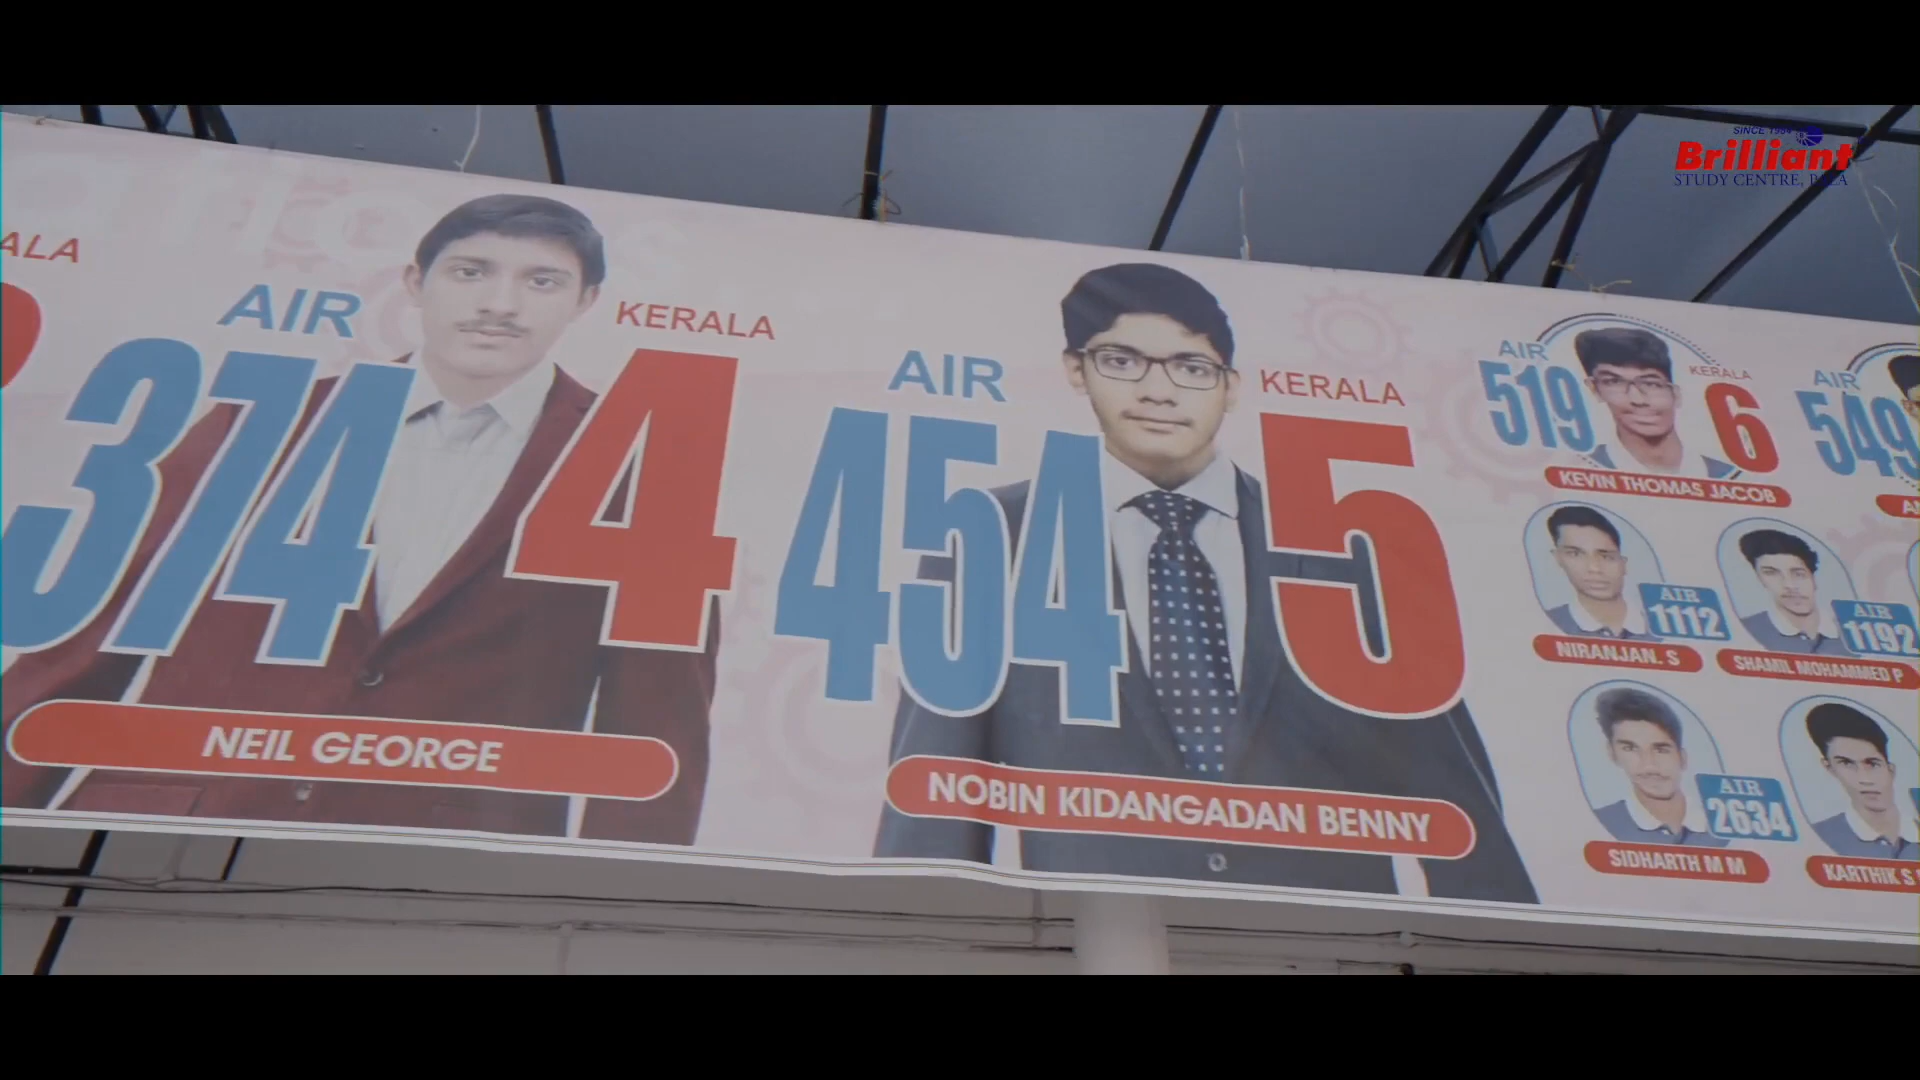 SINCE 1984
Brilliant
STUDY CENTRE, PALA
ALA
AIR
374
KERALA
4
NEIL GEORGE
AIR
454
KERALA
5
NOBIN KIDANGADAN BENNY
AIR
519
KERALA
6
KEVIN THOMAS JACOB
AIR
549
AIR
1112
NIRANJAN. S
AIR
1192
SHAMIL MOHAMMED P
AIR
2634
SIDHARTH M M
KARTHIK S